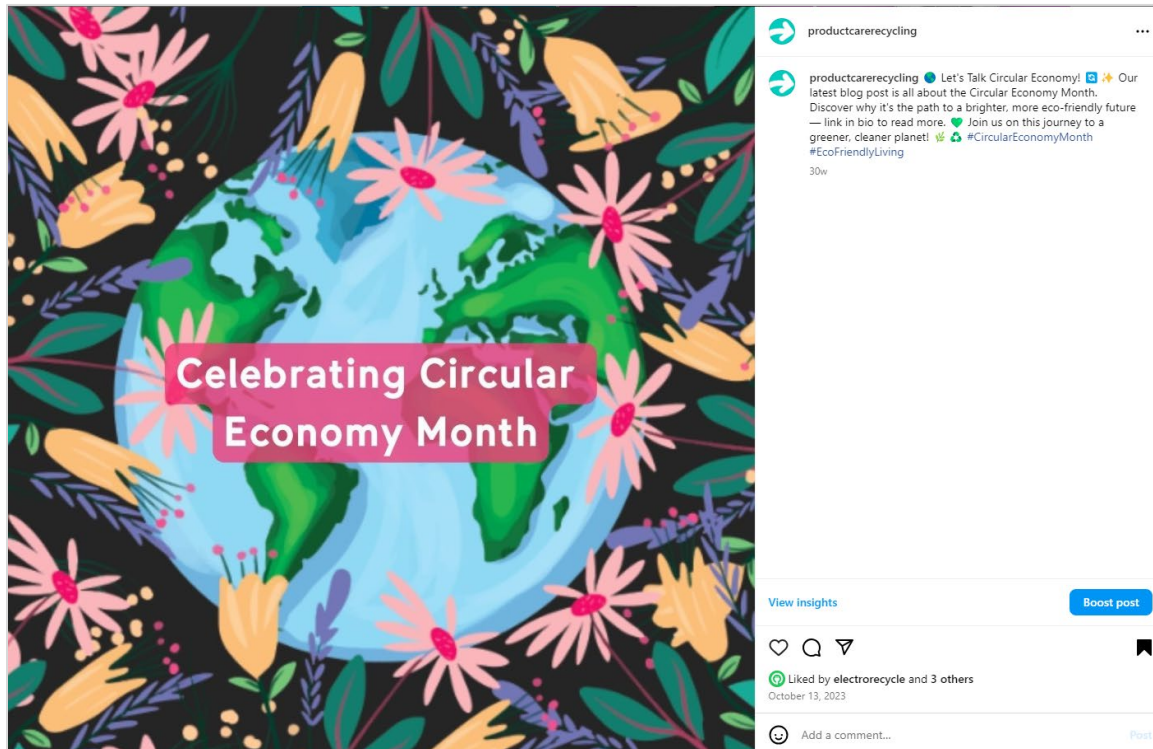 Celebrating Circular
Economy Month
productcarerecycling
productcarerecycling 🌎 Let's Talk Circular Economy! 🔄 ✨ Our
latest blog post is all about the Circular Economy Month.
Discover why it's the path to a brighter, more eco-friendly future
— link in bio to read more. 💚 Join us on this journey to a
greener, cleaner planet! 🌿 ♻️ #CircularEconomyMonth
#EcoFriendlyLiving
30w
View insights
Boost post
Liked by electrorecycle and 3 others
October 13, 2023
Add a comment...
Post